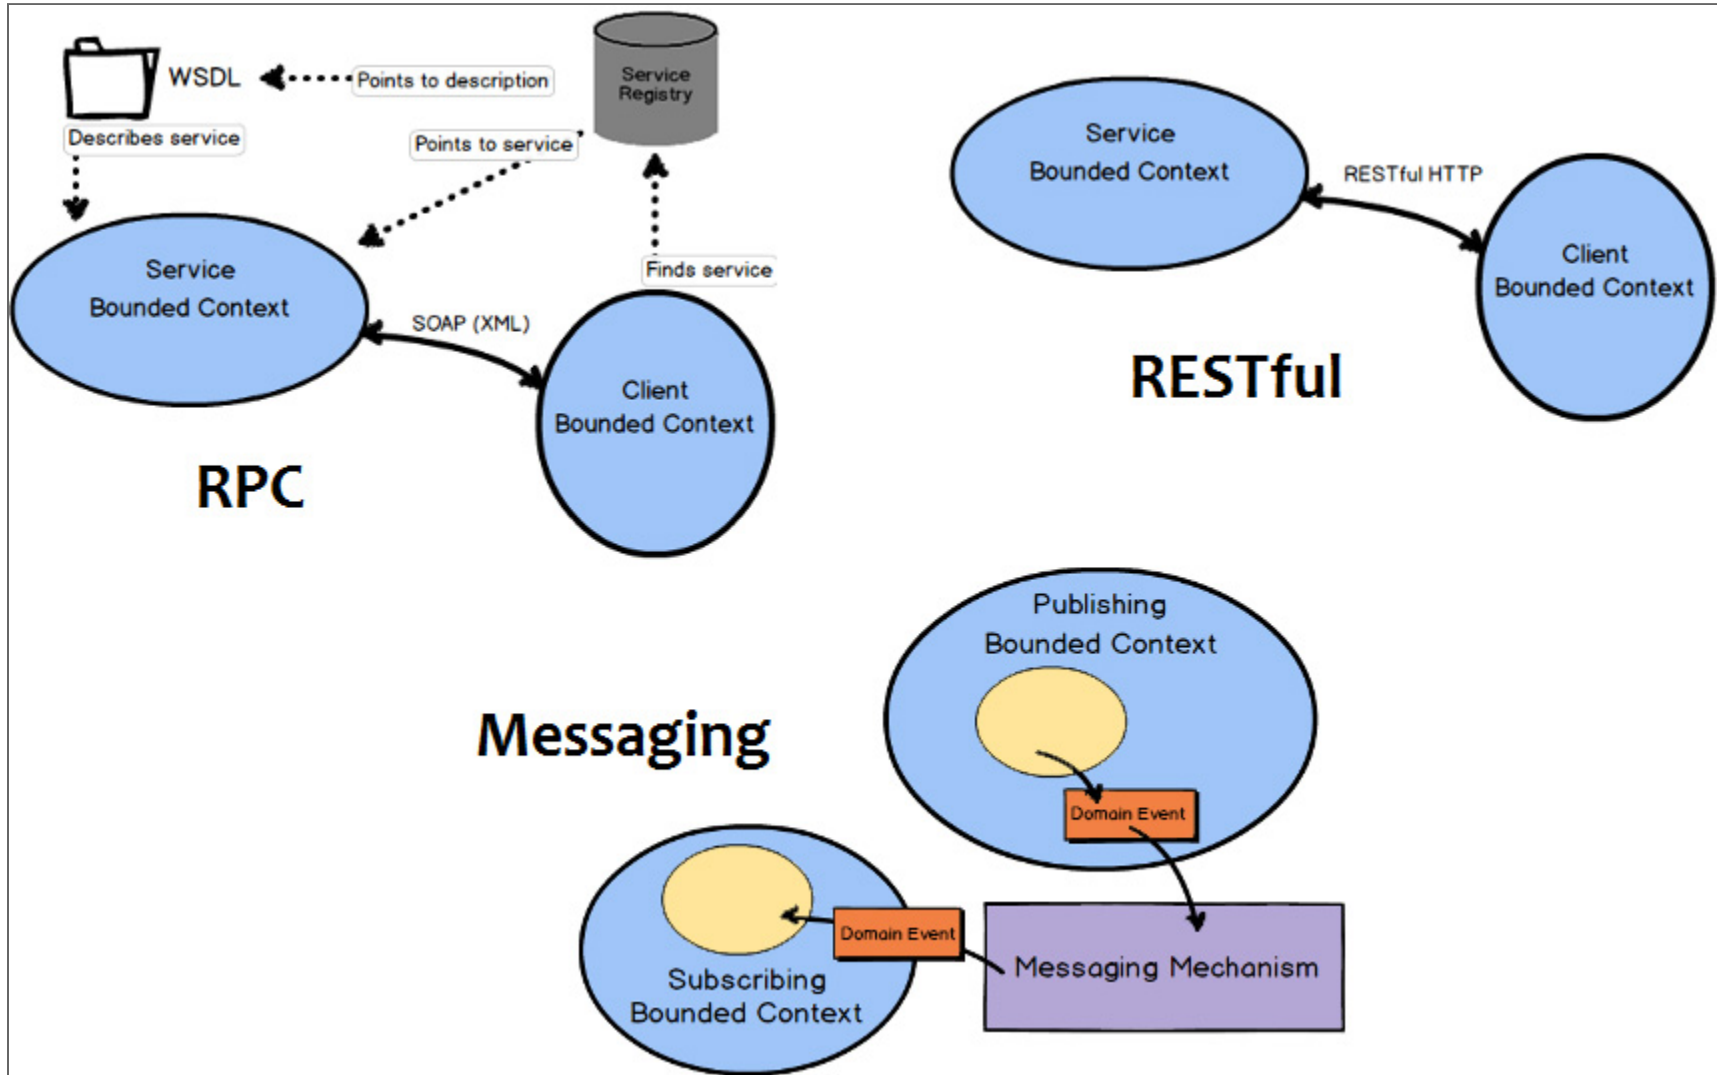 WSDL
Points to description
Service
Registry
Describes service
Points to service
Finds service
Service
Bounded Context
SOAP (XML)
Client
Bounded Context
RPC
Service
Bounded Context
RESTful HTTP
Client
Bounded Context
RESTful
Messaging
Publishing
Bounded Context
Domain Event
Domain Event
Messaging Mechanism
Subscribing
Bounded Context